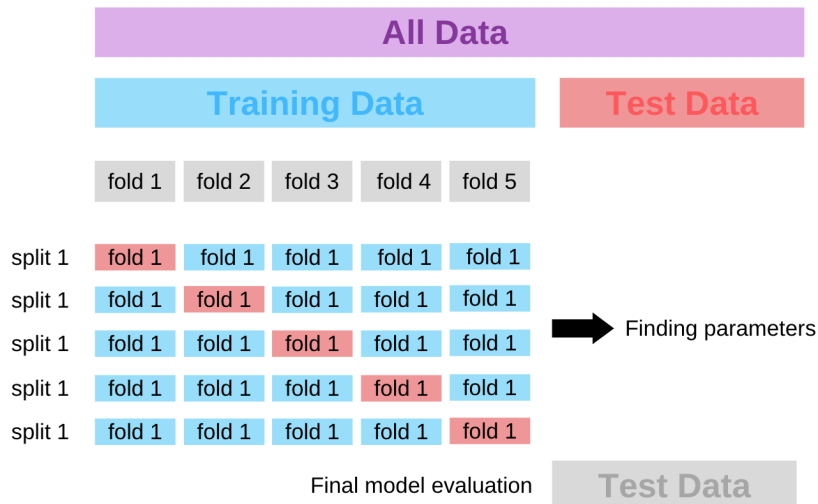 All Data
Training Data Test Data
fold 1 fold 2 fold 3 fold 4 fold 5
split 1 fold 1 fold 1 fold 1 fold 1 fold 1
split 1 fold 1 fold 1 fold 1 fold 1 fold 1
Finding parameters
split 1 fold 1 fold 1 fold 1 fold 1 fold 1
split 1 fold 1 fold 1 fold 1 fold 1 fold 1
split 1 fold 1 fold 1 fold 1 fold 1 fold 1
Final model evaluation Test Data